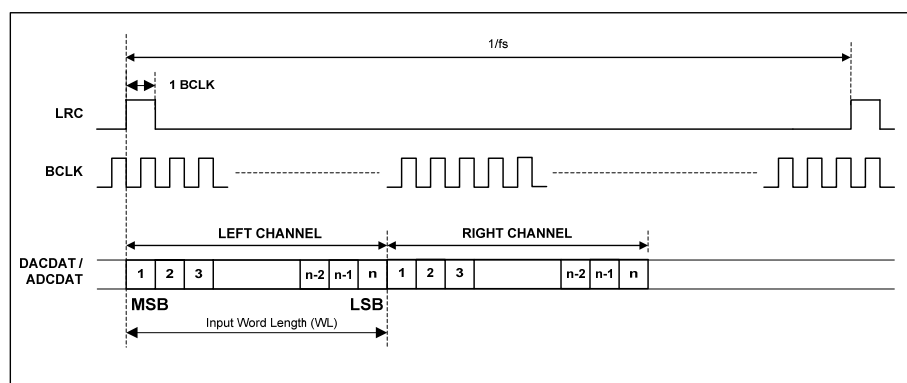 1/fs
1 BCLK
LRC
BCLK
LEFT CHANNEL RIGHT CHANNEL
DACDAT /
ADCDAT
1 2 3 n-2 n-1 n 1 2 3 n-2 n-1 n
MSB LSB
Input Word Length (WL)